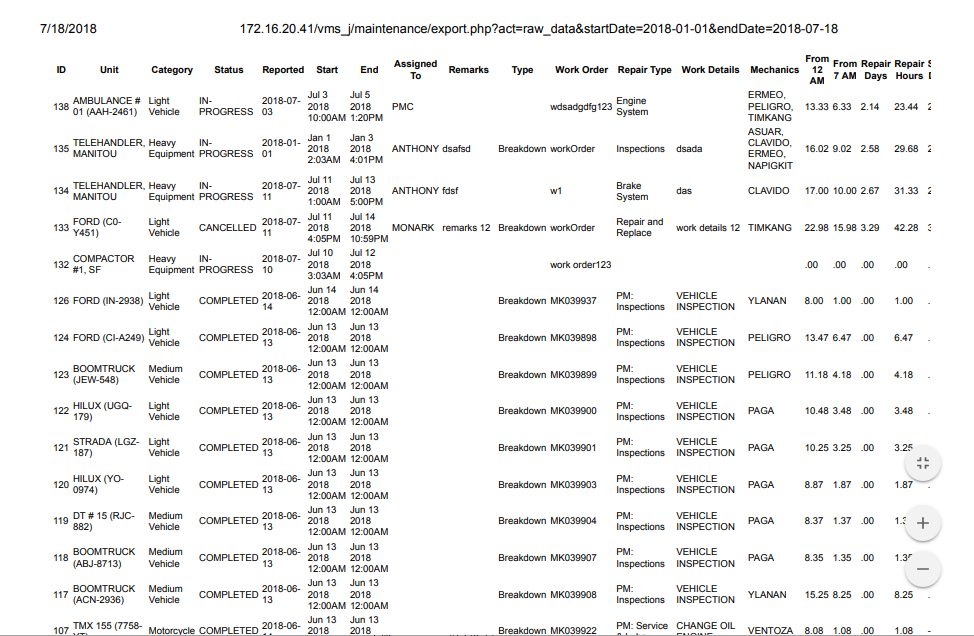 7/18/2018 172.16.20.41/vms_j/maintenance/export.php?act=raw_data&startDate=2018-01-01&endDate=2018-07-18
ID Unit Category Status Reported Start End Assigned To Remarks Type Work Order Repair Type Work Details Mechanics From 12 AM From 7 AM Repair Days Repair Hours
138 AMBULANCE # 01 (AAH-2461) Light Vehicle IN-PROGRESS 2018-07-03 Jul 3 2018 10:00AM Jul 5 2018 1:20PM PMC wdsadgdfg123 Engine System ERMEO, PELIGRO, TIMKANG 13.33 6.33 2.14 23.44 2
135 TELEHANDLER, MANITOU Heavy Equipment IN-PROGRESS 2018-01-01 Jan 1 2018 2:03AM Jan 3 2018 4:01PM ANTHONY dsafsd Breakdown workOrder Inspections dsada ASUAR, CLAVIDO, ERMEO, NAPIGKIT 16.02 9.02 2.58 29.68 2
134 TELEHANDLER, MANITOU Heavy Equipment IN-PROGRESS 2018-07-11 Jul 11 2018 1:00AM Jul 13 2018 5:00PM ANTHONY fdsf w1 Brake System das CLAVIDO 17.00 10.00 2.67 31.33 2
133 FORD (C0-Y451) Light Vehicle CANCELLED 2018-07-11 Jul 11 2018 4:05PM Jul 14 2018 10:59PM MONARK remarks 12 Breakdown workOrder Repair and Replace work details 12 TIMKANG 22.98 15.98 3.29 42.28 3
132 COMPACTOR #1, SF Heavy Equipment IN-PROGRESS 2018-07-10 Jul 10 2018 3:03AM Jul 12 2018 4:05PM work order123 .00 .00 .00 .00 .
126 FORD (IN-2938) Light Vehicle COMPLETED 2018-06-14 Jun 14 2018 12:00AM Jun 14 2018 12:00AM Breakdown MK039937 PM: Inspections VEHICLE INSPECTION YLANAN 8.00 1.00 .00 1.00 .
124 FORD (CI-A249) Light Vehicle COMPLETED 2018-06-13 Jun 13 2018 12:00AM Jun 13 2018 12:00AM Breakdown MK039898 PM: Inspections VEHICLE INSPECTION PELIGRO 13.47 6.47 .00 6.47 .
123 BOOMTRUCK (JEW-548) Medium Vehicle COMPLETED 2018-06-13 Jun 13 2018 12:00AM Jun 13 2018 12:00AM Breakdown MK039899 PM: Inspections VEHICLE INSPECTION PELIGRO 11.18 4.18 .00 4.18 .
122 HILUX (UGQ-179) Light Vehicle COMPLETED 2018-06-13 Jun 13 2018 12:00AM Jun 13 2018 12:00AM Breakdown MK039900 PM: Inspections VEHICLE INSPECTION PAGA 10.48 3.48 .00 3.48 .
121 STRADA (LGZ-187) Light Vehicle COMPLETED 2018-06-13 Jun 13 2018 12:00AM Jun 13 2018 12:00AM Breakdown MK039901 PM: Inspections VEHICLE INSPECTION PAGA 10.25 3.25 .00 3.25
120 HILUX (YO-0974) Light Vehicle COMPLETED 2018-06-13 Jun 13 2018 12:00AM Jun 13 2018 12:00AM Breakdown MK039903 PM: Inspections VEHICLE INSPECTION PAGA 8.87 1.87 .00 1.87 .
119 DT # 15 (RJC-882) Medium Vehicle COMPLETED 2018-06-13 Jun 13 2018 12:00AM Jun 13 2018 12:00AM Breakdown MK039904 PM: Inspections VEHICLE INSPECTION PAGA 8.37 1.37 .00
118 BOOMTRUCK (ABJ-8713) Medium Vehicle COMPLETED 2018-06-13 Jun 13 2018 12:00AM Jun 13 2018 12:00AM Breakdown MK039907 PM: Inspections VEHICLE INSPECTION PAGA 8.35 1.35 .00
117 BOOMTRUCK (ACN-2936) Medium Vehicle COMPLETED 2018-06-13 Jun 13 2018 12:00AM Jun 13 2018 12:00AM Breakdown MK039908 PM: Inspections VEHICLE INSPECTION YLANAN 15.25 8.25 .00 8.25 .
107 TMX 155 (7758- Motorcycle COMPLETED 2018-06- Jun 13 2018 Jun 13 2018 Breakdown MK039922 PM: Service CHANGE OIL VENTOZA 8.08 1.08 .00 1.08 -